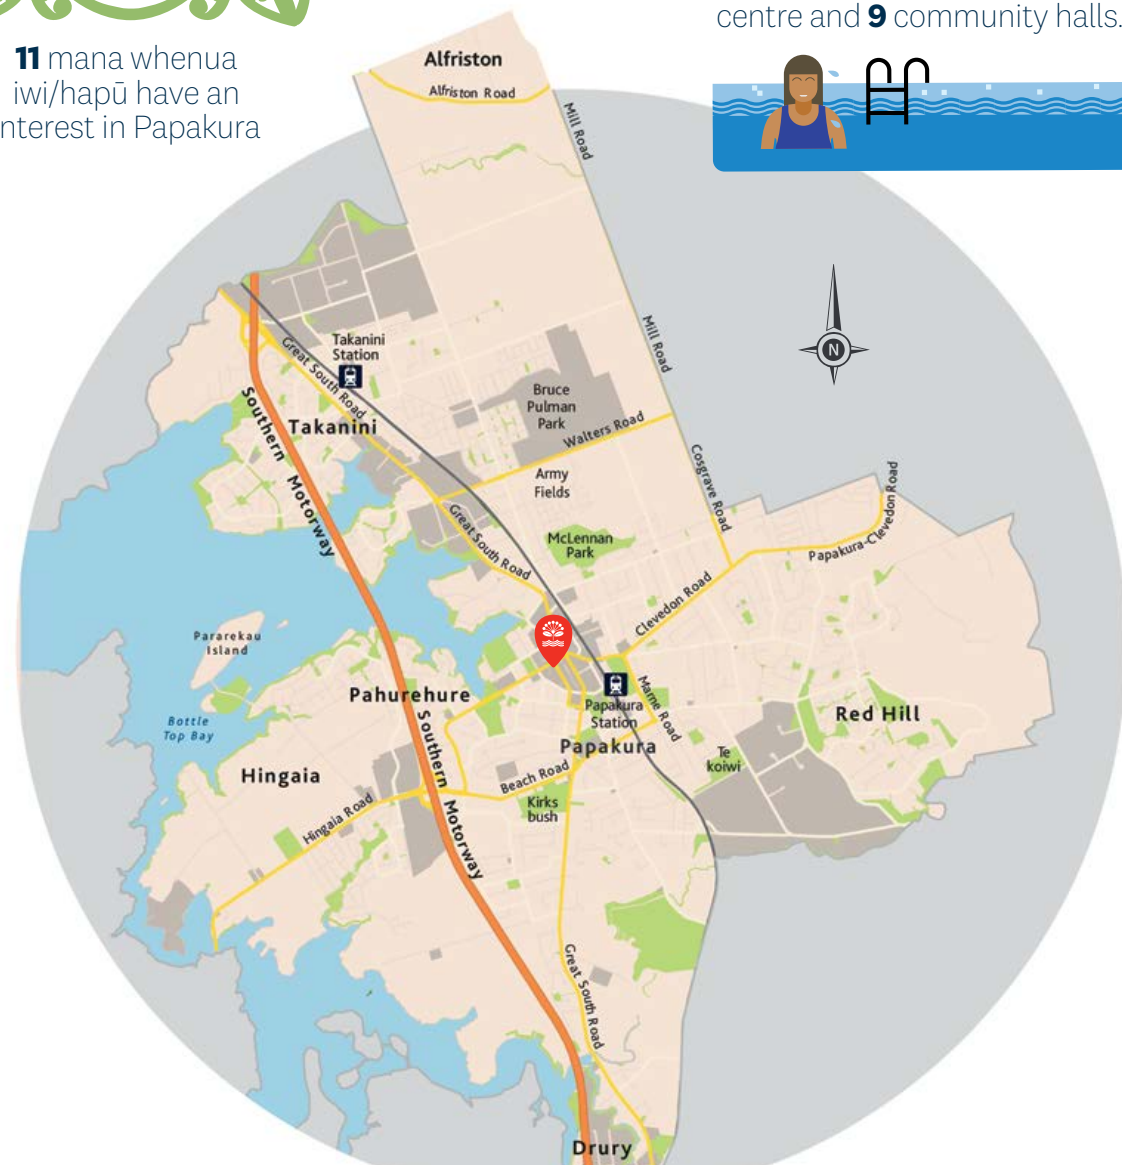 centre and 9 community halls.
11 mana whenua
iwi/hapū have an
nterest in Papakura
Alfriston
Alfriston Road
Mill Road
N
Mill Road
Takanini
Station
Great South Road
Bruce
Pulman
Park
Southern Motorway
Takanini
Walters Road
Cosgrave Road
Army
Fields
Papakura-Clevedon Road
Great South Road
McLennan
Park
Clevedon Road
Pararekau
Island
Pahurehure
Marne Road
Papakura
Station
Red Hill
Bottle
Top Bay
Southern Motorway
Papakura
Te
koiwi
Hingaia
Beach Road
Hingaia Road
Kirks
bush
Great South Road
Drury